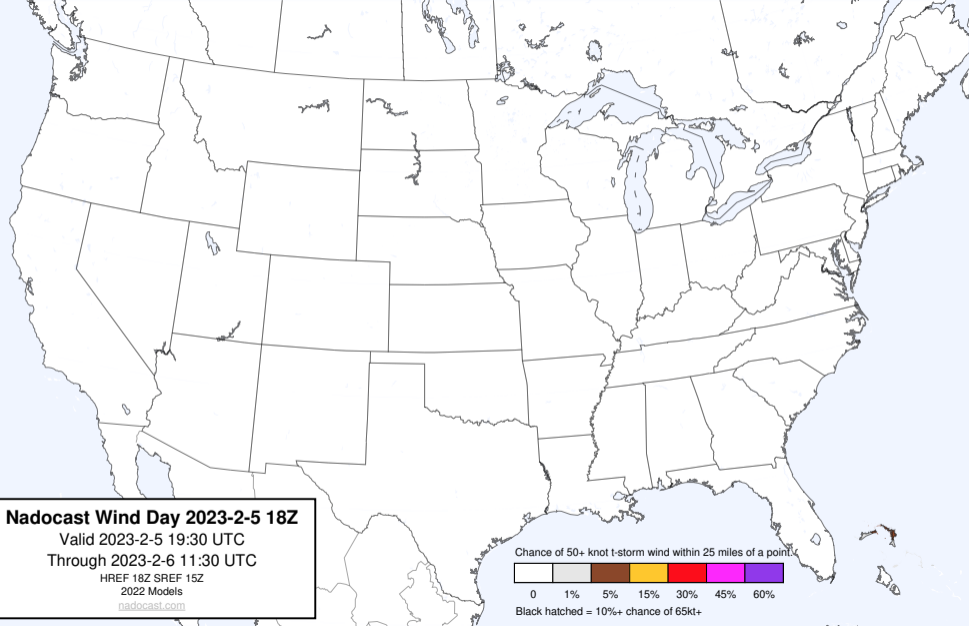 Nadocast Wind Day 2023-2-5 18Z
Valid 2023-2-5 19:30 UTC
Through 2023-2-6 11:30 UTC
HREF 18Z SREF 15Z
2022 Models
nadocast.com
Chance of 50+ knot t-storm wind within 25 miles of a point.
0 1% 5% 15% 30% 45% 60%
Black hatched = 10%+ chance of 65kt+